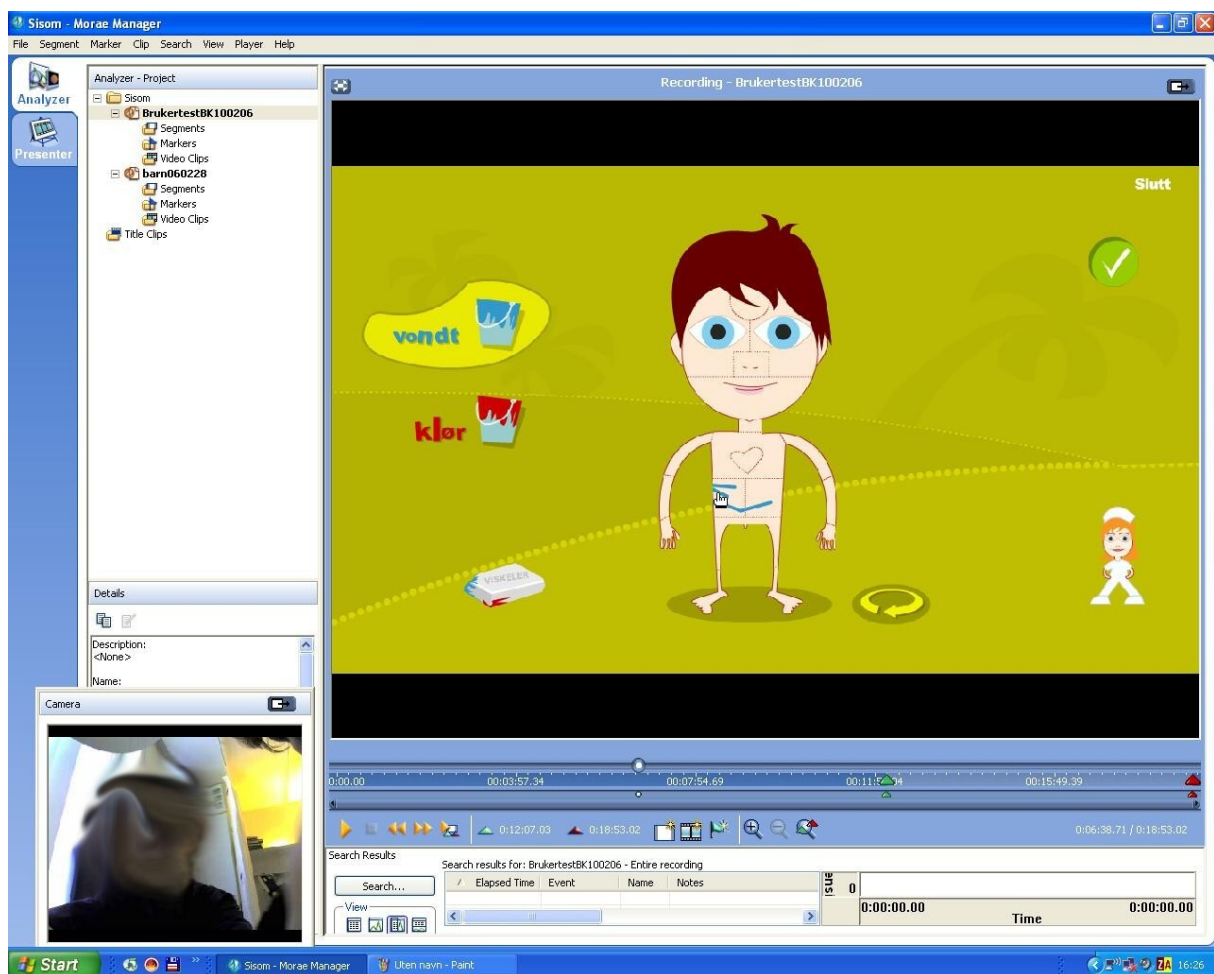 Sisom - Morae Manager
File Segment Marker Clip Search View Player Help
Analyzer
Presenter
Analyzer - Project
Sisom
BrukertestBK100206
Segments
Markers
Video Clips
barn060228
Segments
Markers
Video Clips
Title Clips
Details
Description:
<None>
Name:
Camera
Recording - BrukertestBK100206
Slutt
vondt
klør
VISKELÆR
0:00.00 00:03:57.34 00:07:54.69 00:15:49.39
0:12:07.03 0:18:53.02 0:06:38.71 / 0:18:53.02
Search Results
Search results for: BrukertestBK100206 - Entire recording
Search...
/ Elapsed Time Event Name Notes
View
ensi 0
0:00:00.00 Time 0:00:00.00
Start Sisom - Morae Manager Uten navn - Paint ZA 16:26